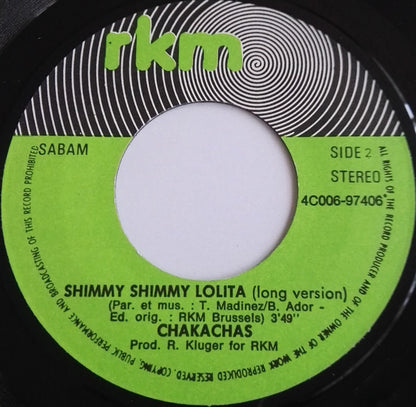 rkm
SABAM
SIDE 2
STEREO
4C006-97406*
SHIMMY SHIMMY LOLITA (long version)
(Par. et mus. : T. Madinez/B. Ador -
Ed. orig. : RKM Brussels) 3'49"
CHAKACHAS
Prod. R. Kluger for RKM
ALL RIGHTS OF THE RECORD PRODUCER AND OF THE OWNER OF THE WORK REPRODUCED RESERVED. COPYING, PUBLIC PERFORMANCE AND BROADCASTING OF THIS RECORD PROHIBITED